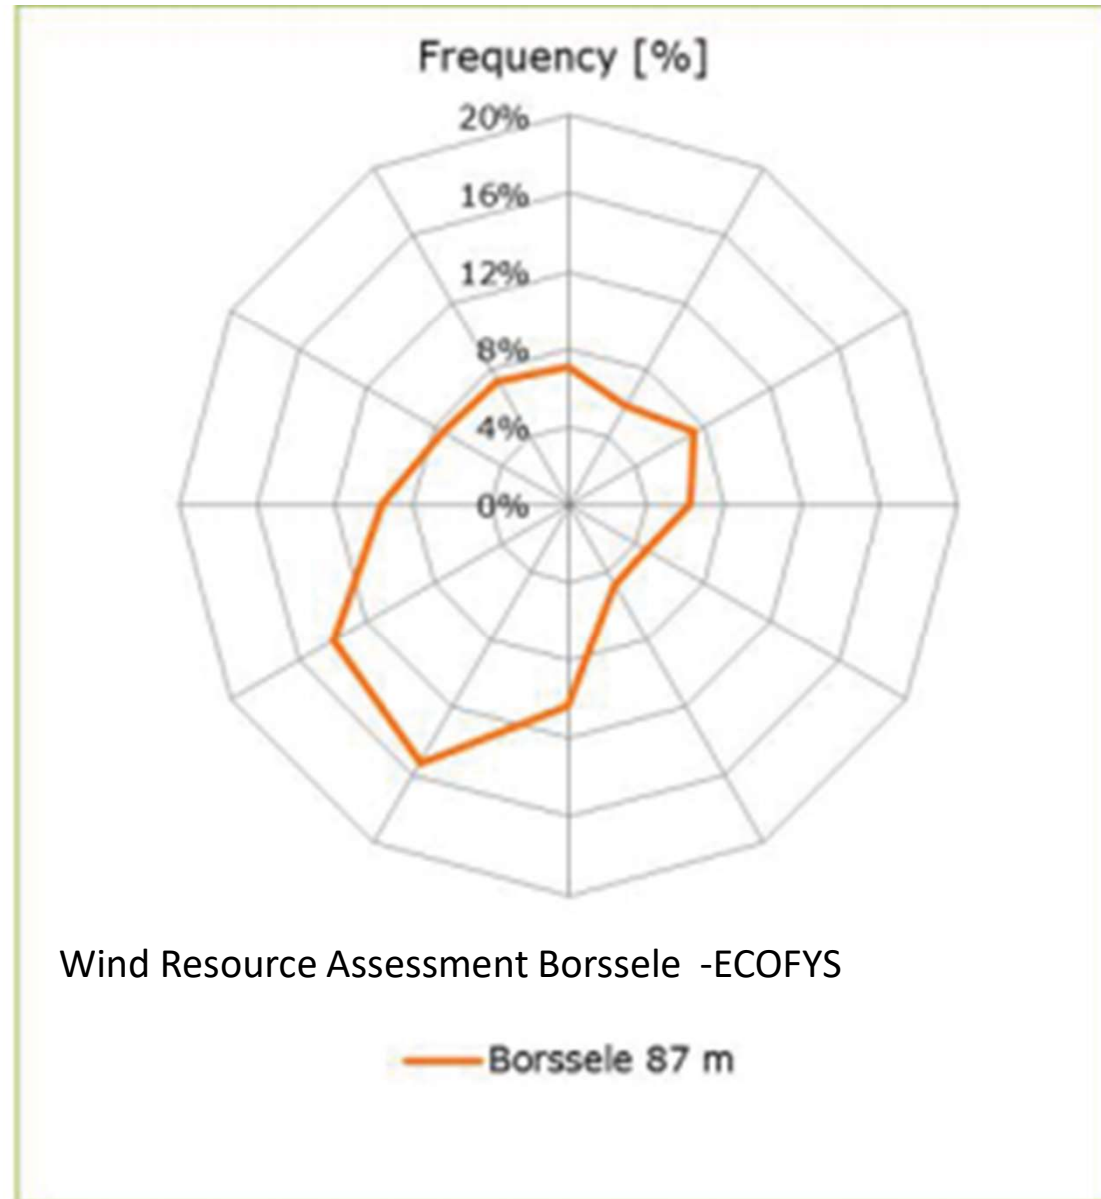 Frequency [%]
20%
16%
12%
8%
4%
0%
Wind Resource Assessment Borssele  -ECOFYS
Borssele 87 m